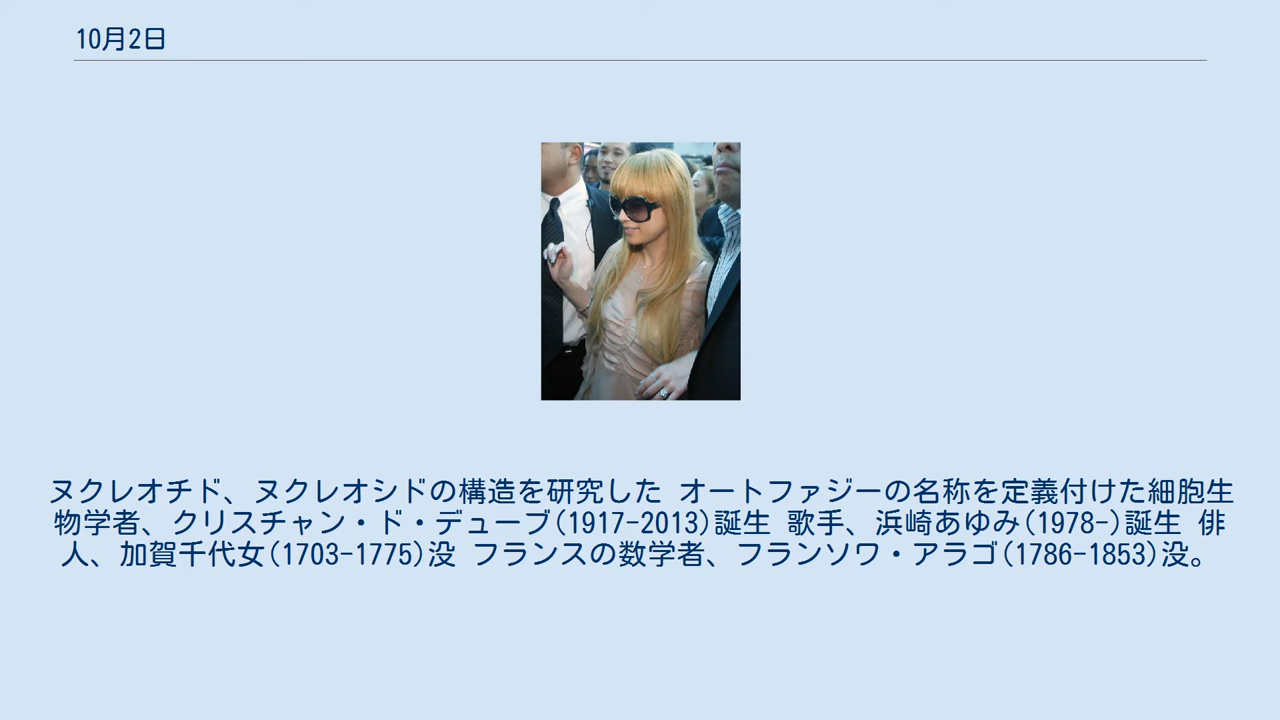 10月2日
ヌクレオチド、ヌクレオシドの構造を研究した オートファジーの名称を定義付けた細胞生
物学者、クリスチャン・ド・デューブ(1917-2013)誕生 歌手、浜崎あゆみ(1978-)誕生 俳
人、加賀千代女(1703-1775)没 フランスの数学者、フランソワ・アラゴ(1786-1853)没。